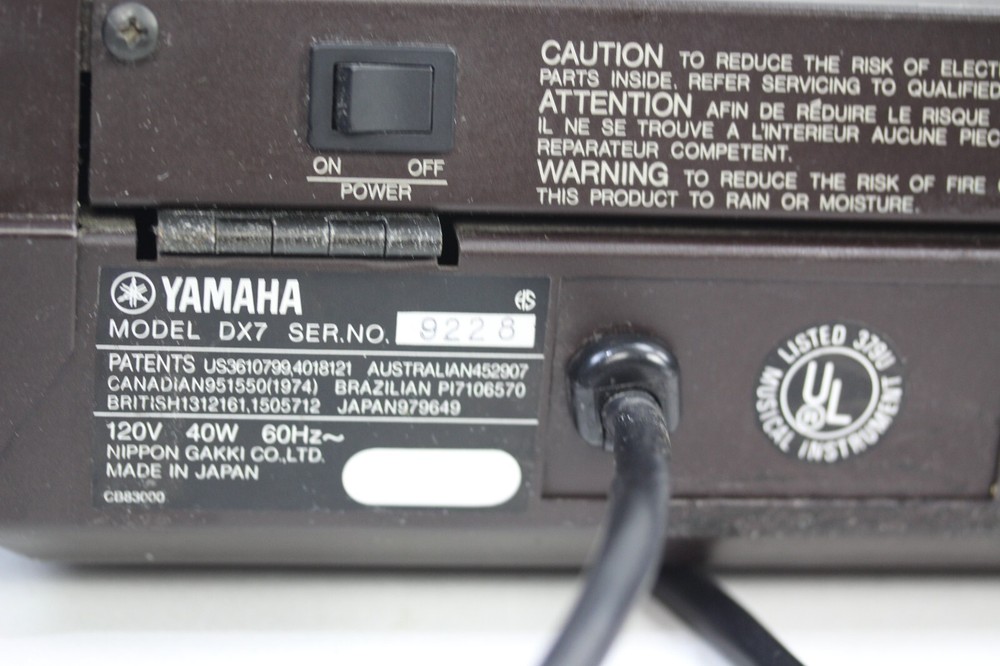 ON OFF
POWER
CAUTION TO REDUCE THE RISK OF ELECT
PARTS INSIDE. REFER SERVICING TO QUALIFIED
ATTENTION AFIN DE RÉDUIRE LE RISQUE
IL NE SE TROUVE A L'INTERIEUR AUCUNE PIEC
REPARATEUR COMPETENT.
WARNING TO REDUCE THE RISK OF FIRE
THIS PRODUCT TO RAIN OR MOISTURE.
YAMAHA
MODEL DX7 SER.NO. 9228
PATENTS US3610799,4018121 AUSTRALIAN452907
CANADIAN951550(1974) BRAZILIAN PI7106570
BRITISH1312161,1505712 JAPAN979649
120V 40W 60Hz~
NIPPON GAKKI CO.,LTD.
MADE IN JAPAN
CB83000
LISTED 379U
UL
®
MUSICAL INSTRUMENT